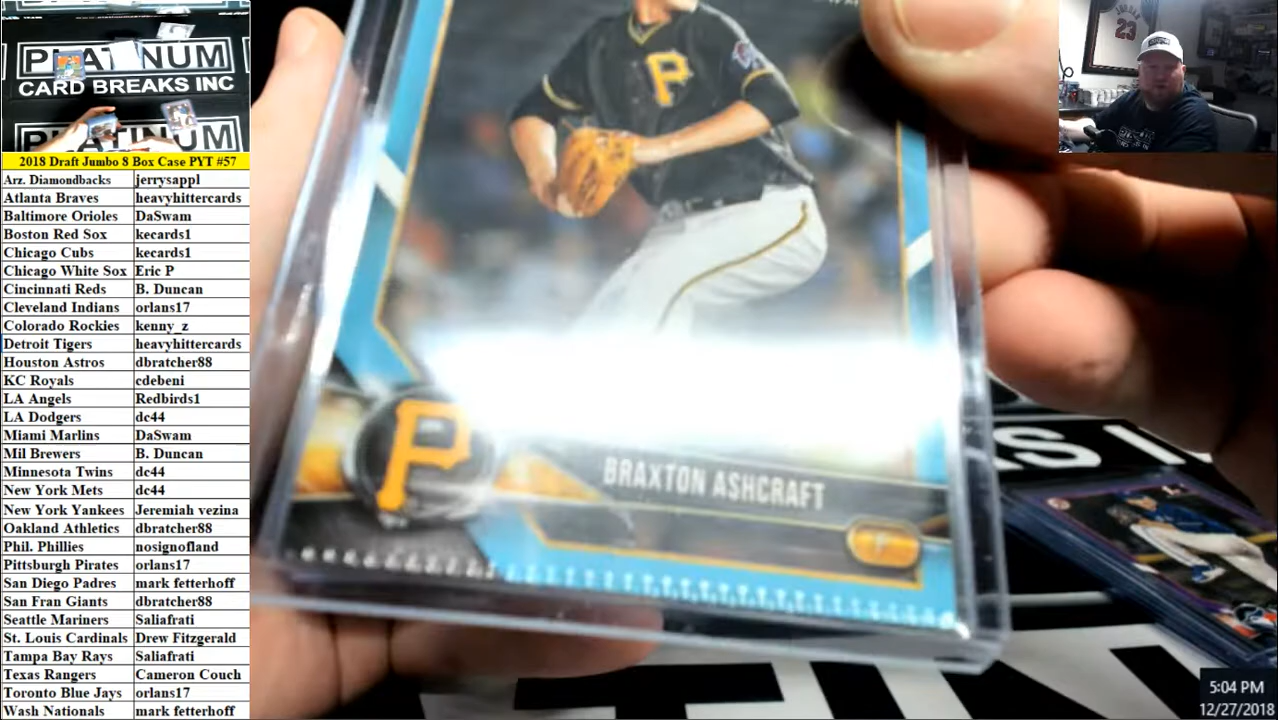 PLATINUM
CARD BREAKS INC
PLATINUM
2018 Draft Jumbo 8 Box Case PYT #57
Arz. Diamondbacks jerrysappl
Atlanta Braves heavyhittercards
Baltimore Orioles DaSwam
Boston Red Sox kecards1
Chicago Cubs kecards1
Chicago White Sox Eric P
Cincinnati Reds B. Duncan
Cleveland Indians orlans17
Colorado Rockies kenny_z
Detroit Tigers heavyhittercards
Houston Astros dbratcher88
KC Royals cdebeni
LA Angels Redbirds1
LA Dodgers dc44
Miami Marlins DaSwam
Mil Brewers B. Duncan
Minnesota Twins dc44
New York Mets dc44
New York Yankees Jeremiah vezina
Oakland Athletics dbratcher88
Phil. Phillies nosignofland
Pittsburgh Pirates orlans17
San Diego Padres mark fetterhoff
San Fran Giants dbratcher88
Seattle Mariners Saliafrati
St. Louis Cardinals Drew Fitzgerald
Tampa Bay Rays Saliafrati
Texas Rangers Cameron Couch
Toronto Blue Jays orlans17
Wash Nationals mark fetterhoff
P
P
BRAXTON ASHCRAFT
P
JORDAN
23
5:04 PM
12/27/2018